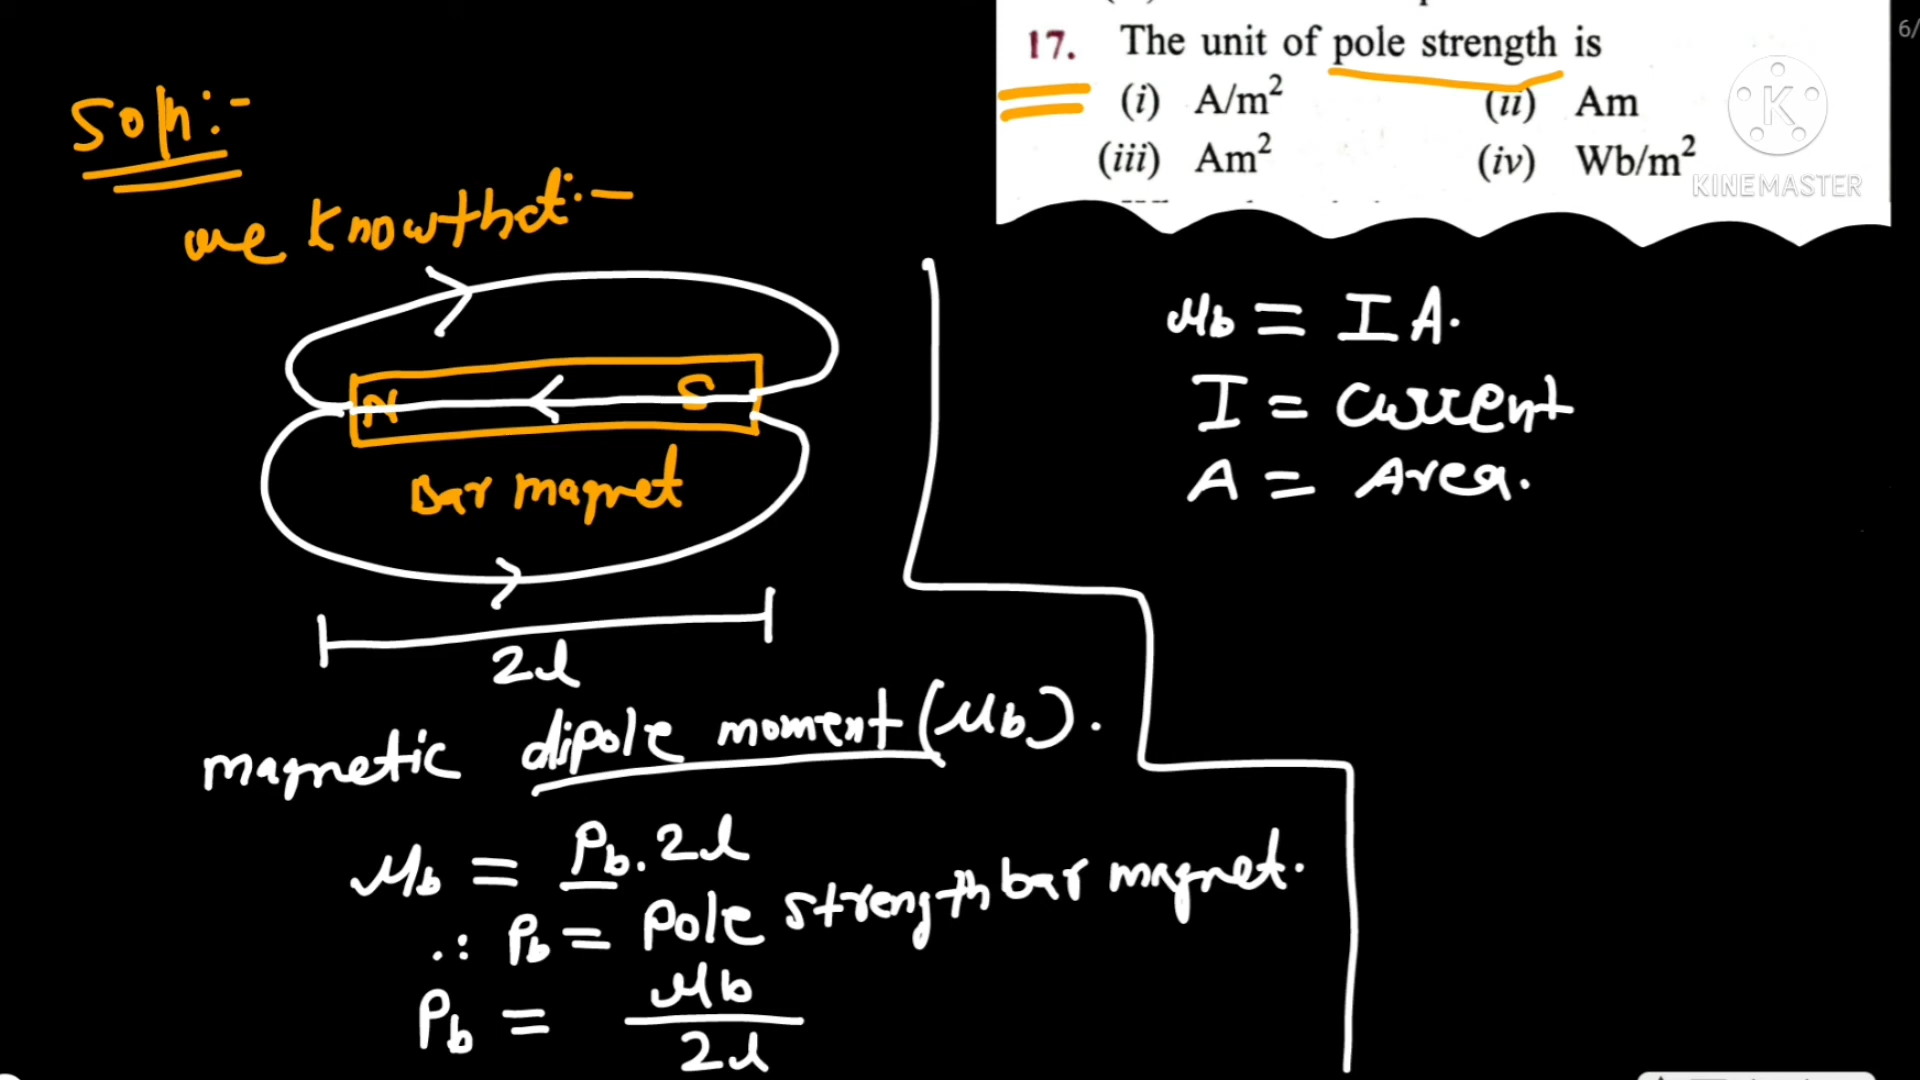 17. The unit of pole strength is
(i) A/m² (ii) Am
(iii) Am² (iv) Wb/m²
KINEMASTER
6/
Soln:-
we Know that:-
N S
Bar magnet
2l
magnetic dipole moment (Mb).
Mb = Pb. 2l
∴ Pb = Pole strength bar magnet.
Pb = Mb / 2l
Mb = I A.
I = Current
A = Area.